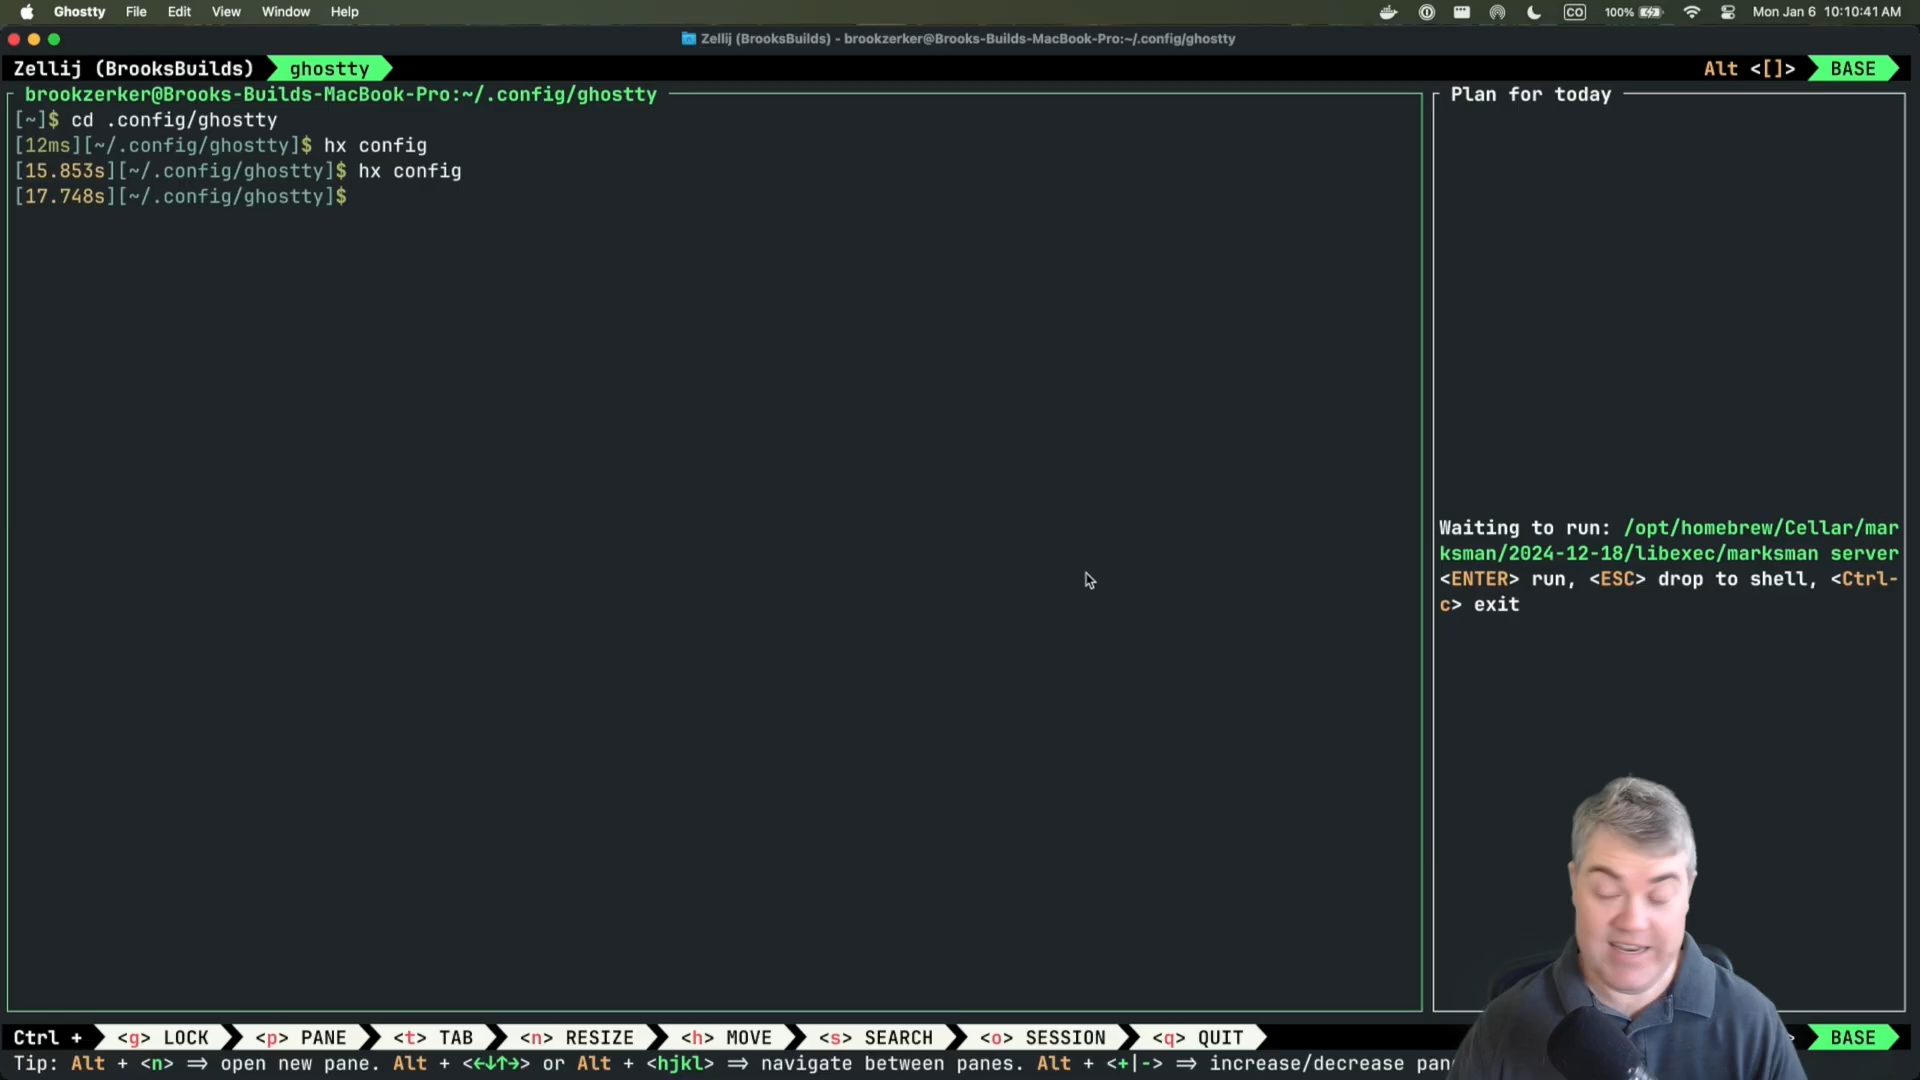 Ghostty File Edit View Window Help
CO 100% Mon Jan 6 10:10:41 AM
Zellij (BrooksBuilds) - brookzerker@Brooks-Builds-MacBook-Pro:~/.config/ghostty
Zellij (BrooksBuilds) ghostty Alt <[]> BASE
brookzerker@Brooks-Builds-MacBook-Pro:~/.config/ghostty
[~]$ cd .config/ghostty
[12ms][~/.config/ghostty]$ hx config
[15.853s][~/.config/ghostty]$ hx config
[17.748s][~/.config/ghostty]$
Plan for today
Waiting to run: /opt/homebrew/Cellar/mar
ksman/2024-12-18/libexec/marksman server
<ENTER> run, <ESC> drop to shell, <Ctrl-
c> exit
Ctrl + <g> LOCK <p> PANE <t> TAB <n> RESIZE <h> MOVE <s> SEARCH <o> SESSION <q> QUIT > BASE
Tip: Alt + <n> => open new pane. Alt + <←↓↑→> or Alt + <hjkl> => navigate between panes. Alt + <+|-> => increase/decrease pan